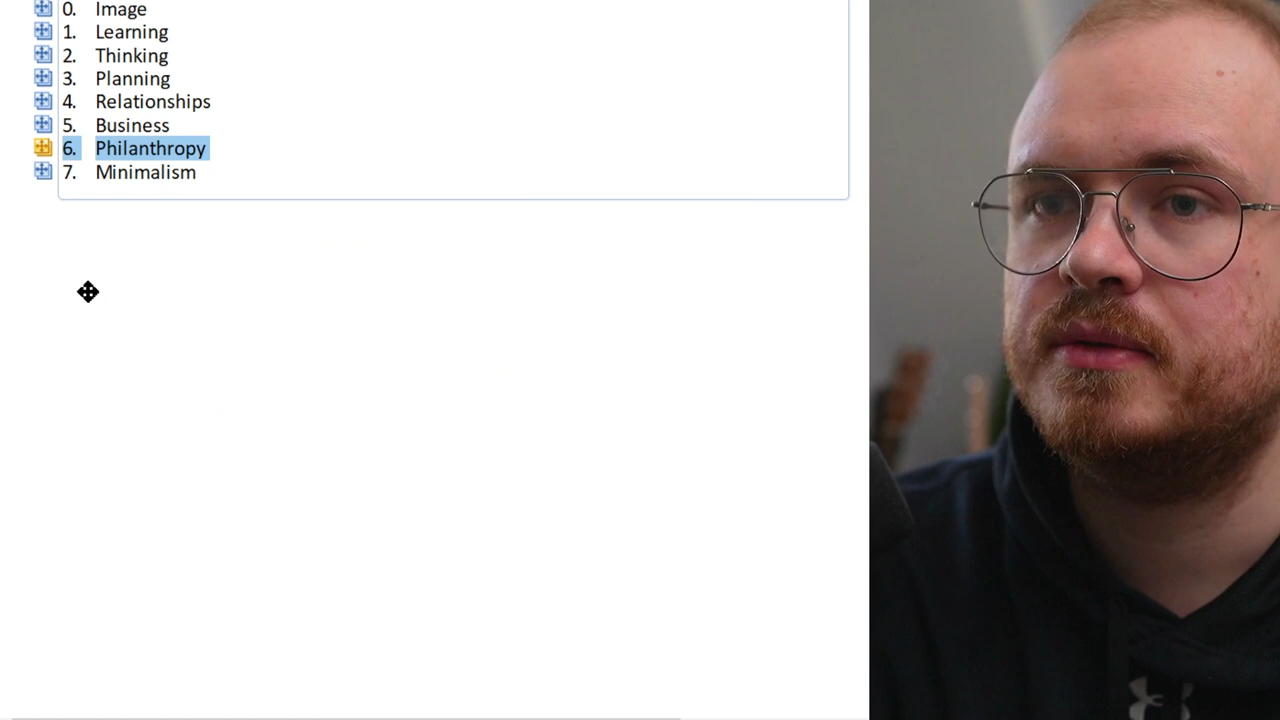 0. Image
1. Learning
2. Thinking
3. Planning
4. Relationships
5. Business
6. Philanthropy
7. Minimalism